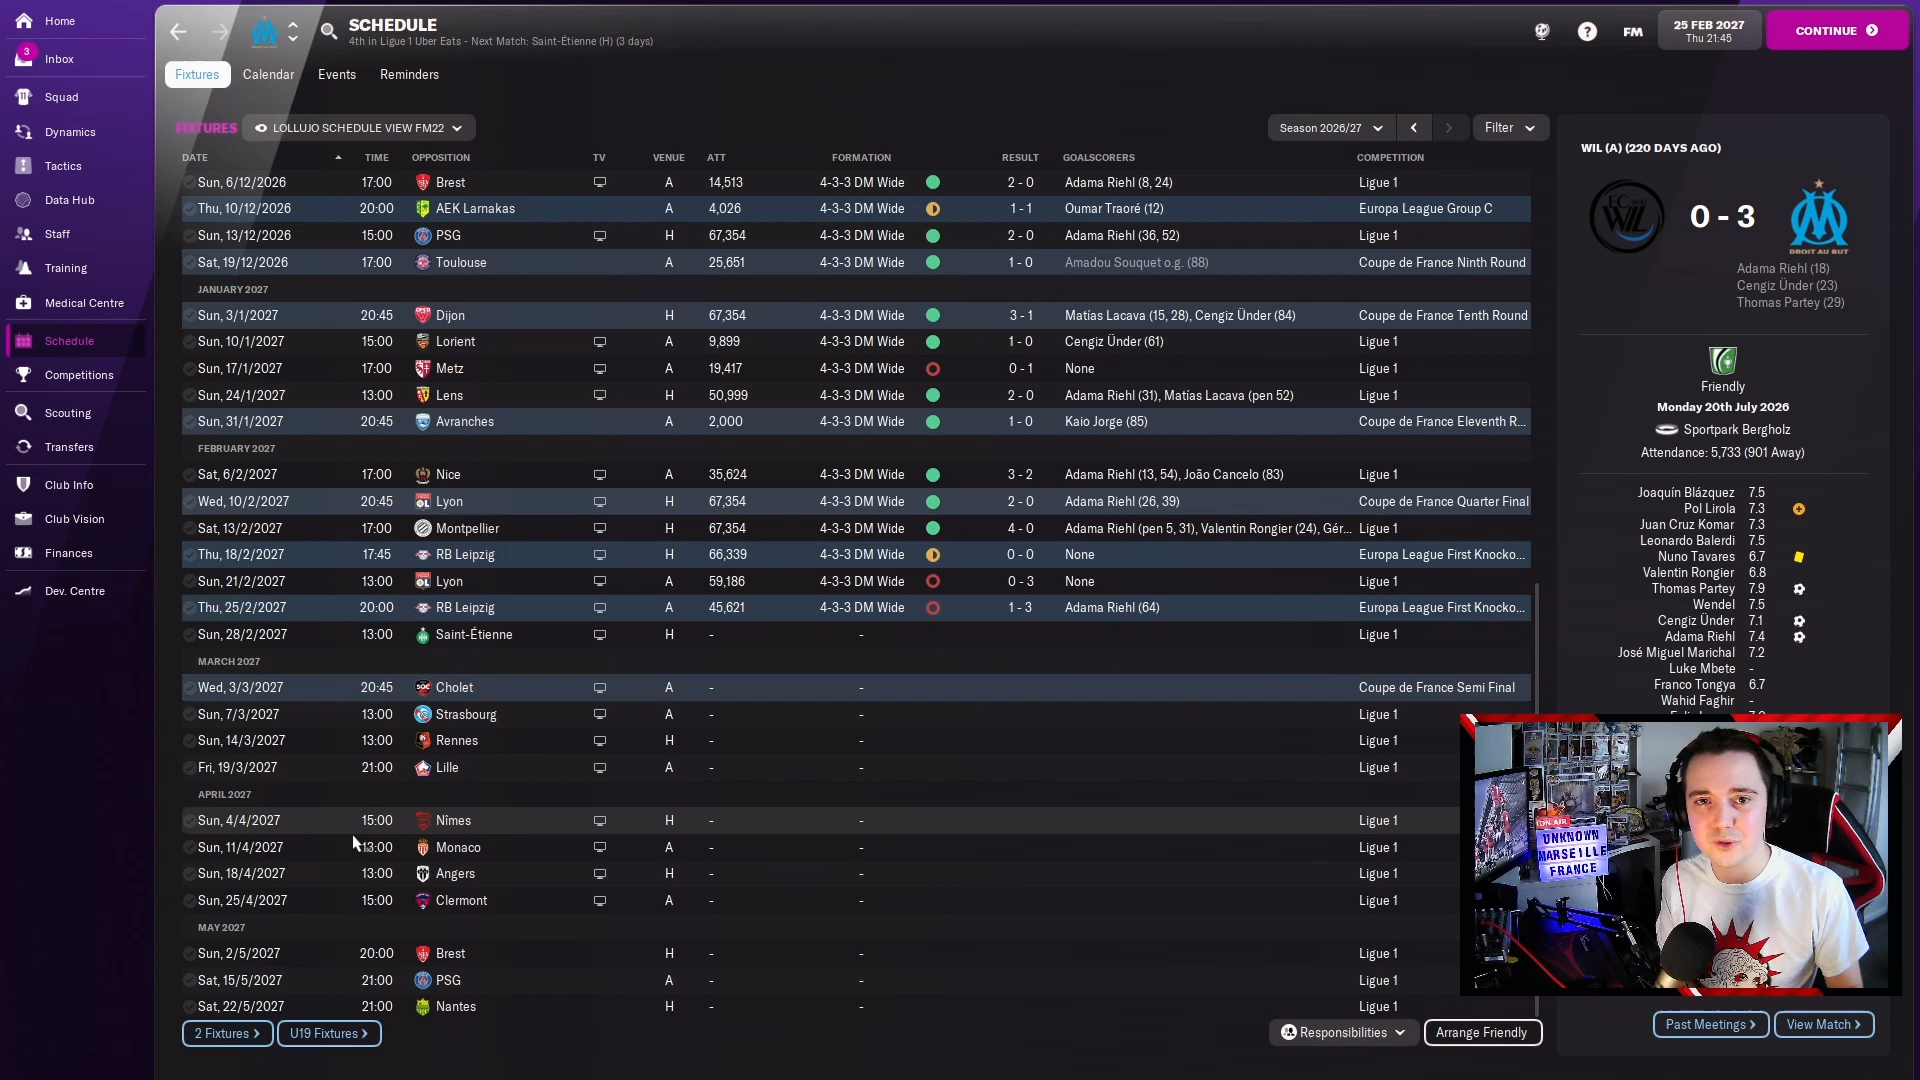 Home
3
Inbox
Squad
Dynamics
Tactics
Data Hub
Staff
Training
Medical Centre
Schedule
Competitions
Scouting
Transfers
Club Info
Club Vision
Finances
Dev. Centre
SCHEDULE
4th in Ligue 1 Uber Eats - Next Match: Saint-Étienne (H) (3 days)
? FM
25 FEB 2027
Thu 21:45
CONTINUE
Fixtures Calendar Events Reminders
FIXTURES LOLLUJO SCHEDULE VIEW FM22 Season 2026/27 Filter
DATE TIME OPPOSITION TV VENUE ATT FORMATION RESULT GOALSCORERS COMPETITION
Sun, 6/12/2026 17:00 Brest A 14,513 4-3-3 DM Wide 2 - 0 Adama Riehl (8, 24) Ligue 1
Thu, 10/12/2026 20:00 AEK Larnakas A 4,026 4-3-3 DM Wide 1 - 1 Oumar Traoré (12) Europa League Group C
Sun, 13/12/2026 15:00 PSG H 67,354 4-3-3 DM Wide 2 - 0 Adama Riehl (36, 52) Ligue 1
Sat, 19/12/2026 17:00 Toulouse A 25,651 4-3-3 DM Wide 1 - 0 Amadou Souquet o.g. (88) Coupe de France Ninth Round
JANUARY 2027
Sun, 3/1/2027 20:45 Dijon H 67,354 4-3-3 DM Wide 3 - 1 Matías Lacava (15, 28), Cengiz Ünder (84) Coupe de France Tenth Round
Sun, 10/1/2027 15:00 Lorient A 9,899 4-3-3 DM Wide 1 - 0 Cengiz Ünder (61) Ligue 1
Sun, 17/1/2027 17:00 Metz A 19,417 4-3-3 DM Wide 0 - 1 None Ligue 1
Sun, 24/1/2027 13:00 Lens H 50,999 4-3-3 DM Wide 2 - 0 Adama Riehl (31), Matías Lacava (pen 52) Ligue 1
Sun, 31/1/2027 20:45 Avranches A 2,000 4-3-3 DM Wide 1 - 0 Kaio Jorge (85) Coupe de France Eleventh R...
FEBRUARY 2027
Sat, 6/2/2027 17:00 Nice A 35,624 4-3-3 DM Wide 3 - 2 Adama Riehl (13, 54), João Cancelo (83) Ligue 1
Wed, 10/2/2027 20:45 Lyon H 67,354 4-3-3 DM Wide 2 - 0 Adama Riehl (26, 39) Coupe de France Quarter Final
Sat, 13/2/2027 17:00 Montpellier H 67,354 4-3-3 DM Wide 4 - 0 Adama Riehl (pen 5, 31), Valentin Rongier (24), Gér... Ligue 1
Thu, 18/2/2027 17:45 RB Leipzig H 66,339 4-3-3 DM Wide 0 - 0 None Europa League First Knocko...
Sun, 21/2/2027 13:00 Lyon A 59,186 4-3-3 DM Wide 0 - 3 None Ligue 1
Thu, 25/2/2027 20:00 RB Leipzig A 45,621 4-3-3 DM Wide 1 - 3 Adama Riehl (64) Europa League First Knocko...
Sun, 28/2/2027 13:00 Saint-Étienne H - - Ligue 1
MARCH 2027
Wed, 3/3/2027 20:45 Cholet A - - Coupe de France Semi Final
Sun, 7/3/2027 13:00 Strasbourg A - - Ligue 1
Sun, 14/3/2027 13:00 Rennes H - - Ligue 1
Fri, 19/3/2027 21:00 Lille A - - Ligue 1
APRIL 2027
Sun, 4/4/2027 15:00 Nîmes H - - Ligue 1
Sun, 11/4/2027 13:00 Monaco A - - Ligue 1
Sun, 18/4/2027 13:00 Angers H - - Ligue 1
Sun, 25/4/2027 15:00 Clermont A - - Ligue 1
MAY 2027
Sun, 2/5/2027 20:00 Brest H - - Ligue 1
Sat, 15/5/2027 21:00 PSG A - - Ligue 1
Sat, 22/5/2027 21:00 Nantes H - - Ligue 1
2 Fixtures U19 Fixtures Responsibilities Arrange Friendly
WIL (A) (220 DAYS AGO)
FC WIL
0 - 3
DROIT AU BUT
Adama Riehl (18)
Cengiz Ünder (23)
Thomas Partey (29)
Friendly
Monday 20th July 2026
Sportpark Bergholz
Attendance: 5,733 (901 Away)
Joaquín Blázquez 7.5
Pol Lirola 7.3
Juan Cruz Komar 7.3
Leonardo Balerdi 7.5
Nuno Tavares 6.7
Valentin Rongier 6.8
Thomas Partey 7.9
Wendel 7.5
Cengiz Ünder 7.1
Adama Riehl 7.4
José Miguel Marichal 7.2
Luke Mbete -
Franco Tongya 6.7
Wahid Faghir -
ON AIR
UNKNOWN
MARSEILLE
FRANCE
Past Meetings View Match